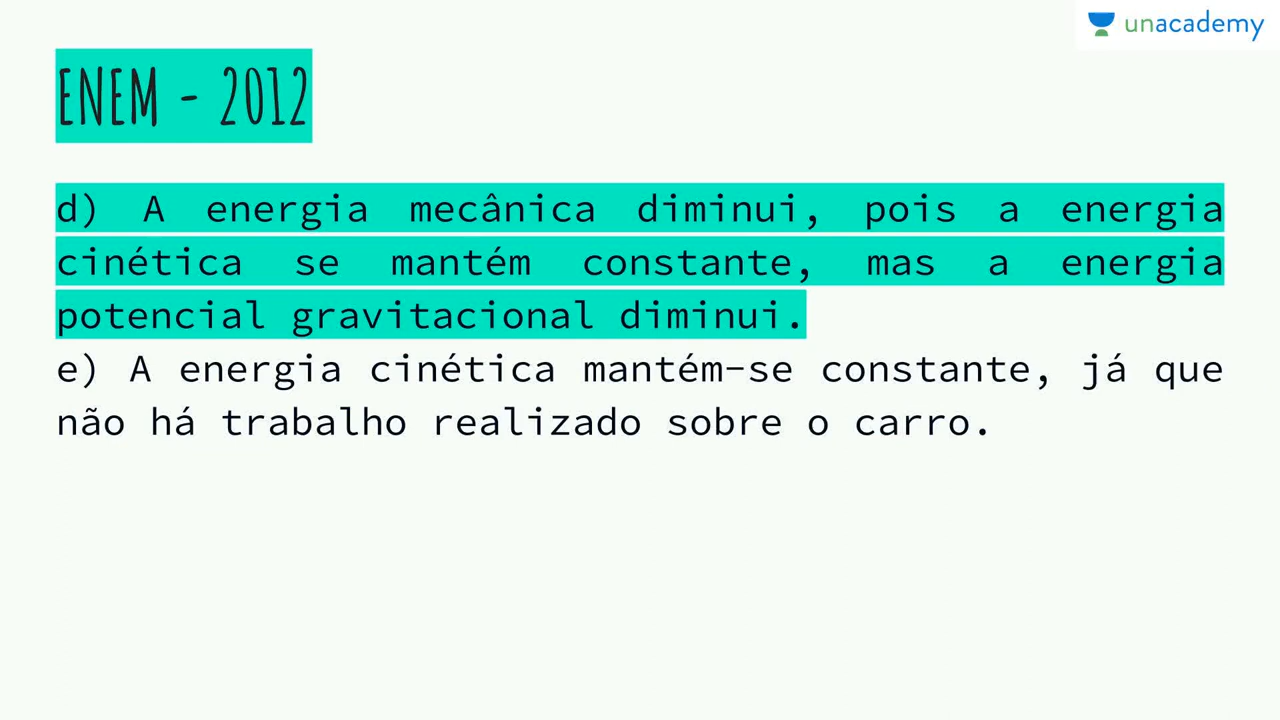 unacademy
ENEM - 2012
d) A energia mecânica diminui, pois a energia
cinética se mantém constante, mas a energia
potencial gravitacional diminui.
e) A energia cinética mantém-se constante, já que
não há trabalho realizado sobre o carro.